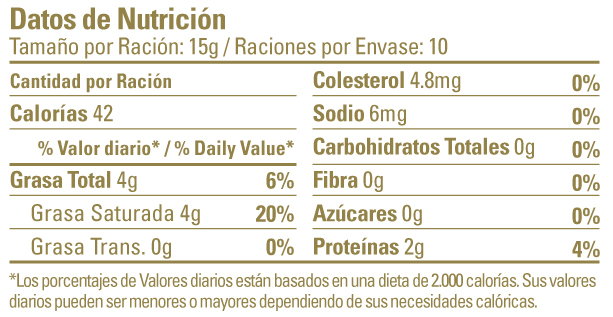 Datos de Nutrición
Tamaño por Ración: 15g / Raciones por Envase: 10
Cantidad por Ración
Calorías 42
% Valor diario* / % Daily Value*
Grasa Total 4g 6%
Grasa Saturada 4g 20%
Grasa Trans. 0g 0%
Colesterol 4.8mg 0%
Sodio 6mg 0%
Carbohidratos Totales 0g 0%
Fibra 0g 0%
Azúcares 0g 0%
Proteínas 2g 4%
*Los porcentajes de Valores diarios están basados en una dieta de 2.000 calorías. Sus valores
diarios pueden ser menores o mayores dependiendo de sus necesidades calóricas.